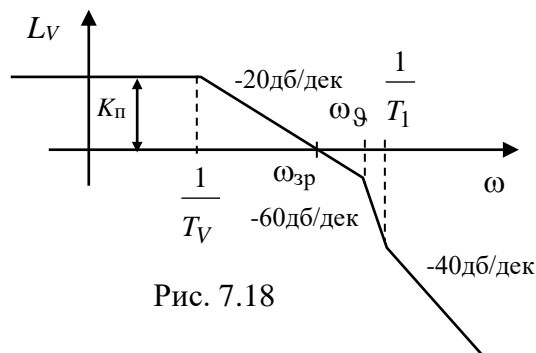 L_V
-20дб/дек
1
T_1
K_п
ω_ϑ
1
T_V
ω_зр
ω
-60дб/дек
-40дб/дек
Рис. 7.18